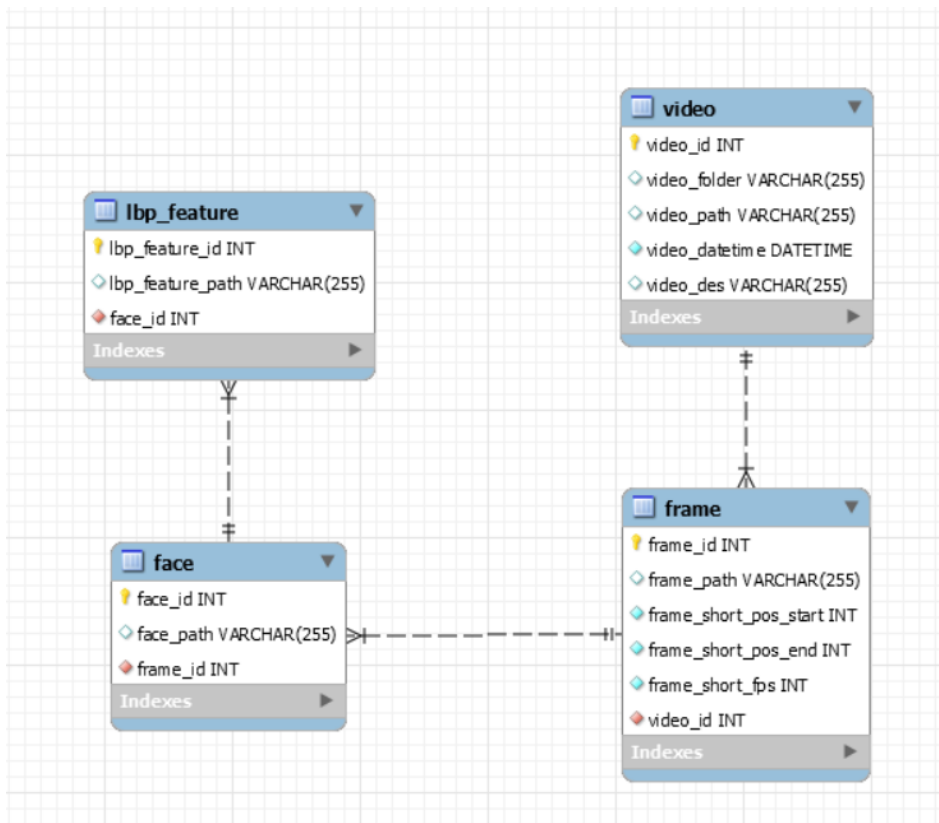 video
video_id INT
video_folder VARCHAR(255)
video_path VARCHAR(255)
video_datetime DATETIME
video_des VARCHAR(255)
Indexes
lbp_feature
lbp_feature_id INT
lbp_feature_path VARCHAR(255)
face_id INT
Indexes
frame
frame_id INT
frame_path VARCHAR(255)
frame_short_pos_start INT
frame_short_pos_end INT
frame_short_fps INT
video_id INT
Indexes
face
face_id INT
face_path VARCHAR(255)
frame_id INT
Indexes